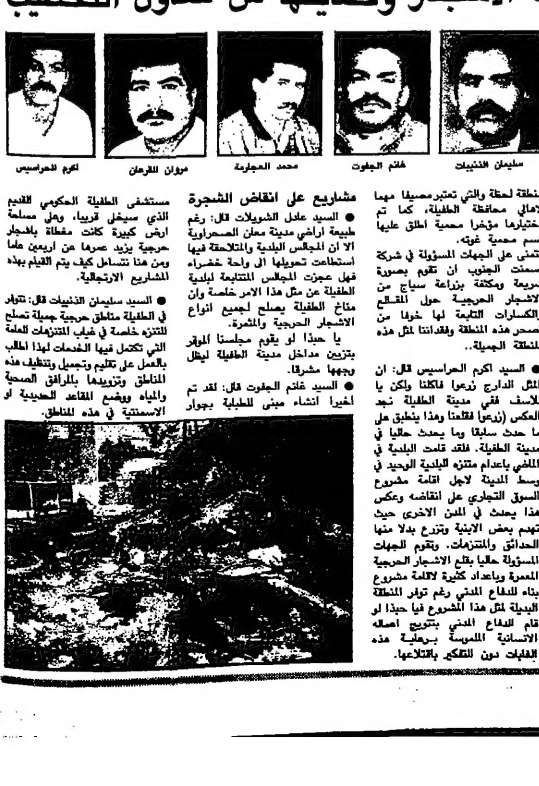 الاشجار وحمايتها من
سليمان الذنيبات
غانم الجفوت
محمد العجارمة
مروان القرعان
اكرم الحراسيس
منطقة لحظة والتي تعتبر مصيفا مهما
لاهالي محافظة الطفيلة، كما تم
اختيارها مؤخرا محمية اطلق عليها
اسم محمية غوته.
نتمنى على الجهات المسؤولة في شركة
اسمنت الجنوب ان تقوم بصورة
سريعة ومكثفة بزراعة سياج من
الاشجار الحرجية حول المقالع
والكسارات التابعة لها خوفا من
تصحر هذه المنطقة وفقداننا لمثل هذه
المنطقة الجميلة..
● السيد اكرم الحراسيس قال: ان
المثل الدارج زرعوا فاكلنا ولكن يا
للاسف ففي مدينة الطفيلة نجد
العكس (زرعوا فقلعنا وهذا ينطبق على
ما حدث سابقا وما يحدث حاليا في
مدينة الطفيلة. فلقد قامت البلدية في
الماضي باعدام متنزه البلدية الوحيد في
وسط المدينة لاجل اقامة مشروع
السوق التجاري على انقاضه وعكس
هذا يحدث في المدن الاخرى حيث
تهدم بعض الابنية وتزرع بدلا منها
الحدائق والمتنزهات. وتقوم الجهات
المسؤولة حاليا بقلع الاشجار الحرجية
المعمرة وباعداد كثيرة لاقامة مشروع
بناء للدفاع المدني رغم توفر المنطقة
البديلة لمثل هذا المشروع فيا حبذا لو
قام الدفاع المدني بتتويج اعماله
الانسانية الملموسة برعاية هذه
الغابات دون التفكير باقتلاعها.
مشاريع على انقاض الشجرة
● السيد عادل الشويلات قال: رغم
طبيعة اراضي مدينة معان الصحراوية
الا ان المجالس البلدية والمتلاحقة فيها
استطاعت تحويلها الى واحة خضراء
فهل عجزت المجالس المتتابعة لبلدية
الطفيلة عن مثل هذا الامر خاصة وان
مناخ الطفيلة يصلح لجميع انواع
الاشجار الحرجية والمثمرة.
يا حبذا لو يقوم مجلسنا الموقر
بتزيين مداخل مدينة الطفيلة ليظل
وجهها مشرقا.
● السيد غانم الجفوت قال: لقد تم
اخيرا انشاء مبنى للطبابة بجوار
مستشفى الطفيلة الحكومي القديم
الذي سيخلى قريبا، وعلى مساحة
ارض كبيرة كانت مغطاة باشجار
حرجية يزيد عمرها عن اربعين عاما
ومن هنا نتساءل كيف يتم القيام بهذه
المشاريع الارتجالية.
● السيد سليمان الذنيبات قال: تتوفر
في الطفيلة مناطق حرجية جميلة تصلح
للتنزه خاصة في غياب المتنزهات العامة
التي تكتمل فيها الخدمات لهذا اطالب
بالعمل على تقليم وتجميل وتنظيف هذه
المناطق وتزويدها بالمرافق الصحية
والمياه ووضع المقاعد الحديدية او
الاسمنتية في هذه المناطق.